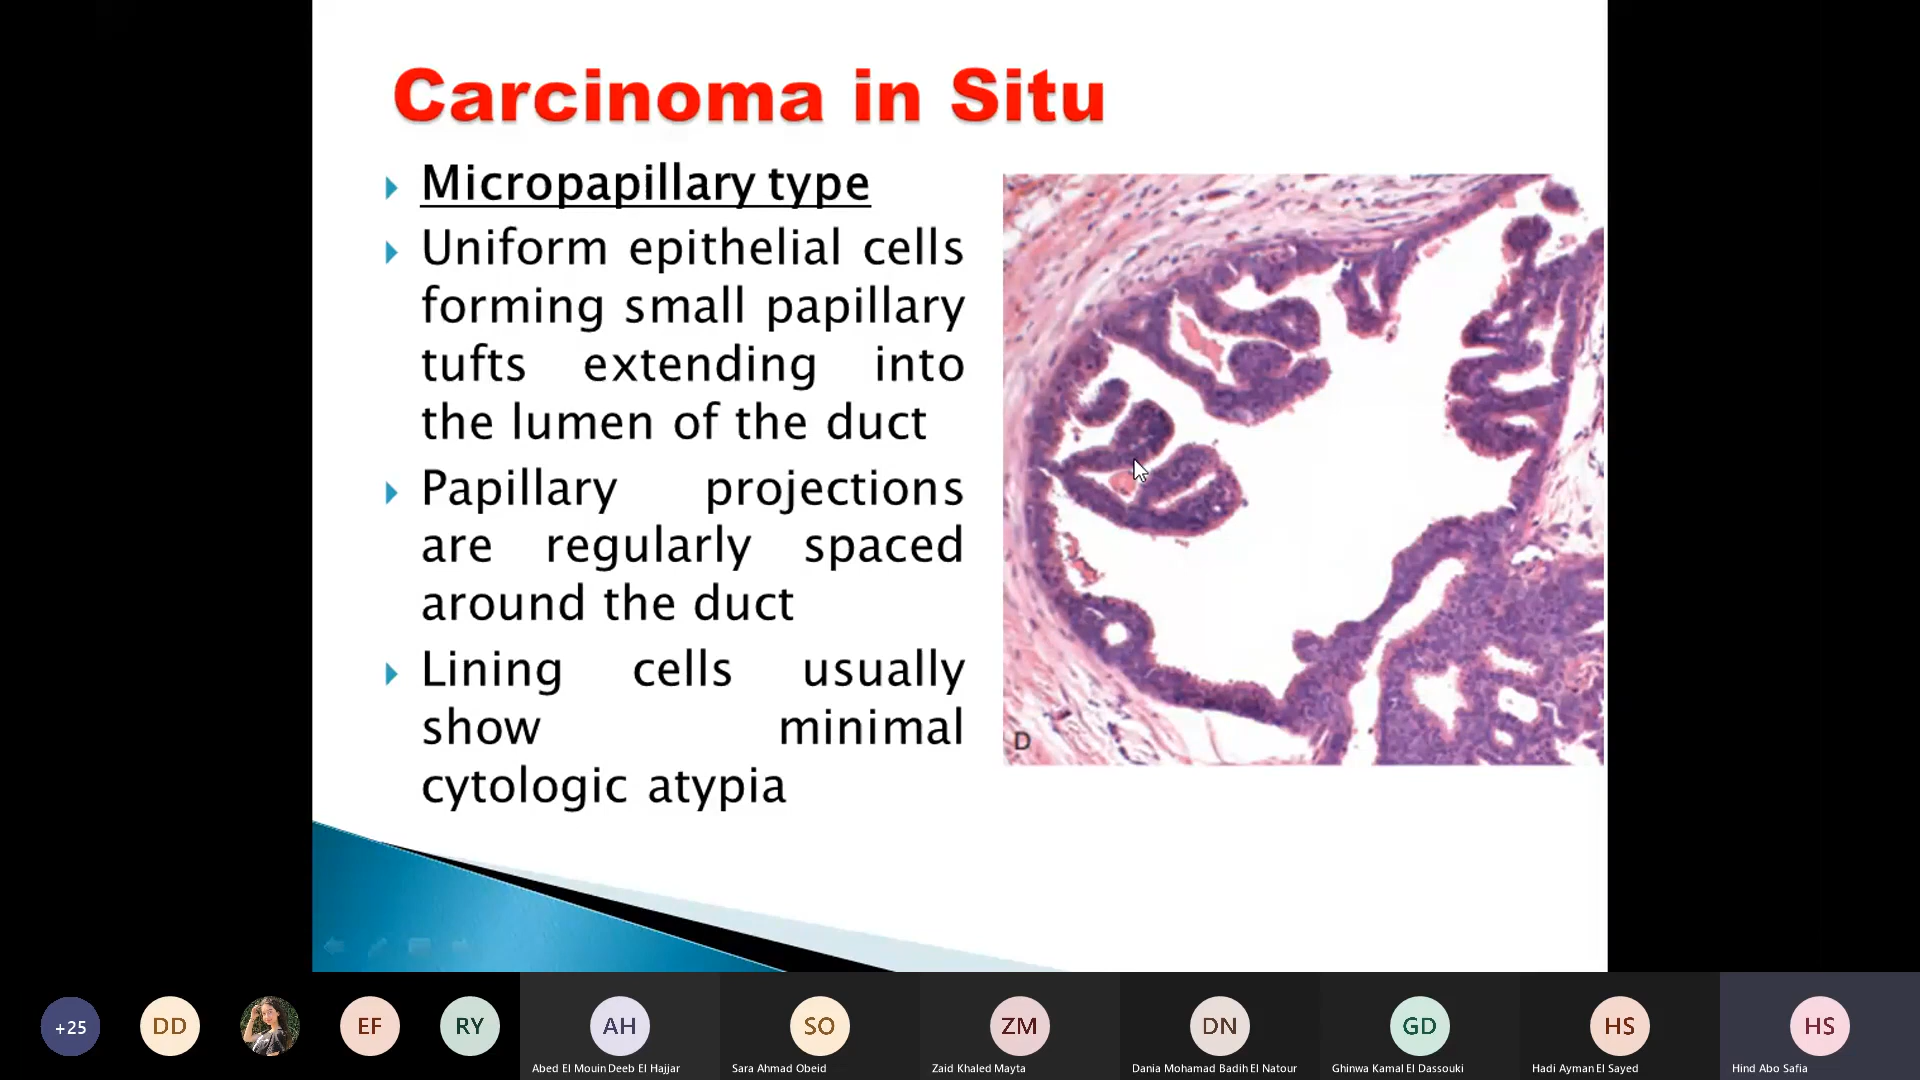 Carcinoma in Situ
Micropapillary type
Uniform epithelial cells
forming small papillary
tufts extending into
the lumen of the duct
Papillary projections
are regularly spaced
around the duct
Lining cells usually
show minimal
cytologic atypia
D
+25
DD
EF
RY
AH
SO
ZM
DN
GD
HS
HS
Abed El Mouin Deeb El Hajjar
Sara Ahmad Obeid
Zaid Khaled Mayta
Dania Mohamad Badih El Natour
Ghinwa Kamal El Dassouki
Hadi Ayman El Sayed
Hind Abo Safia